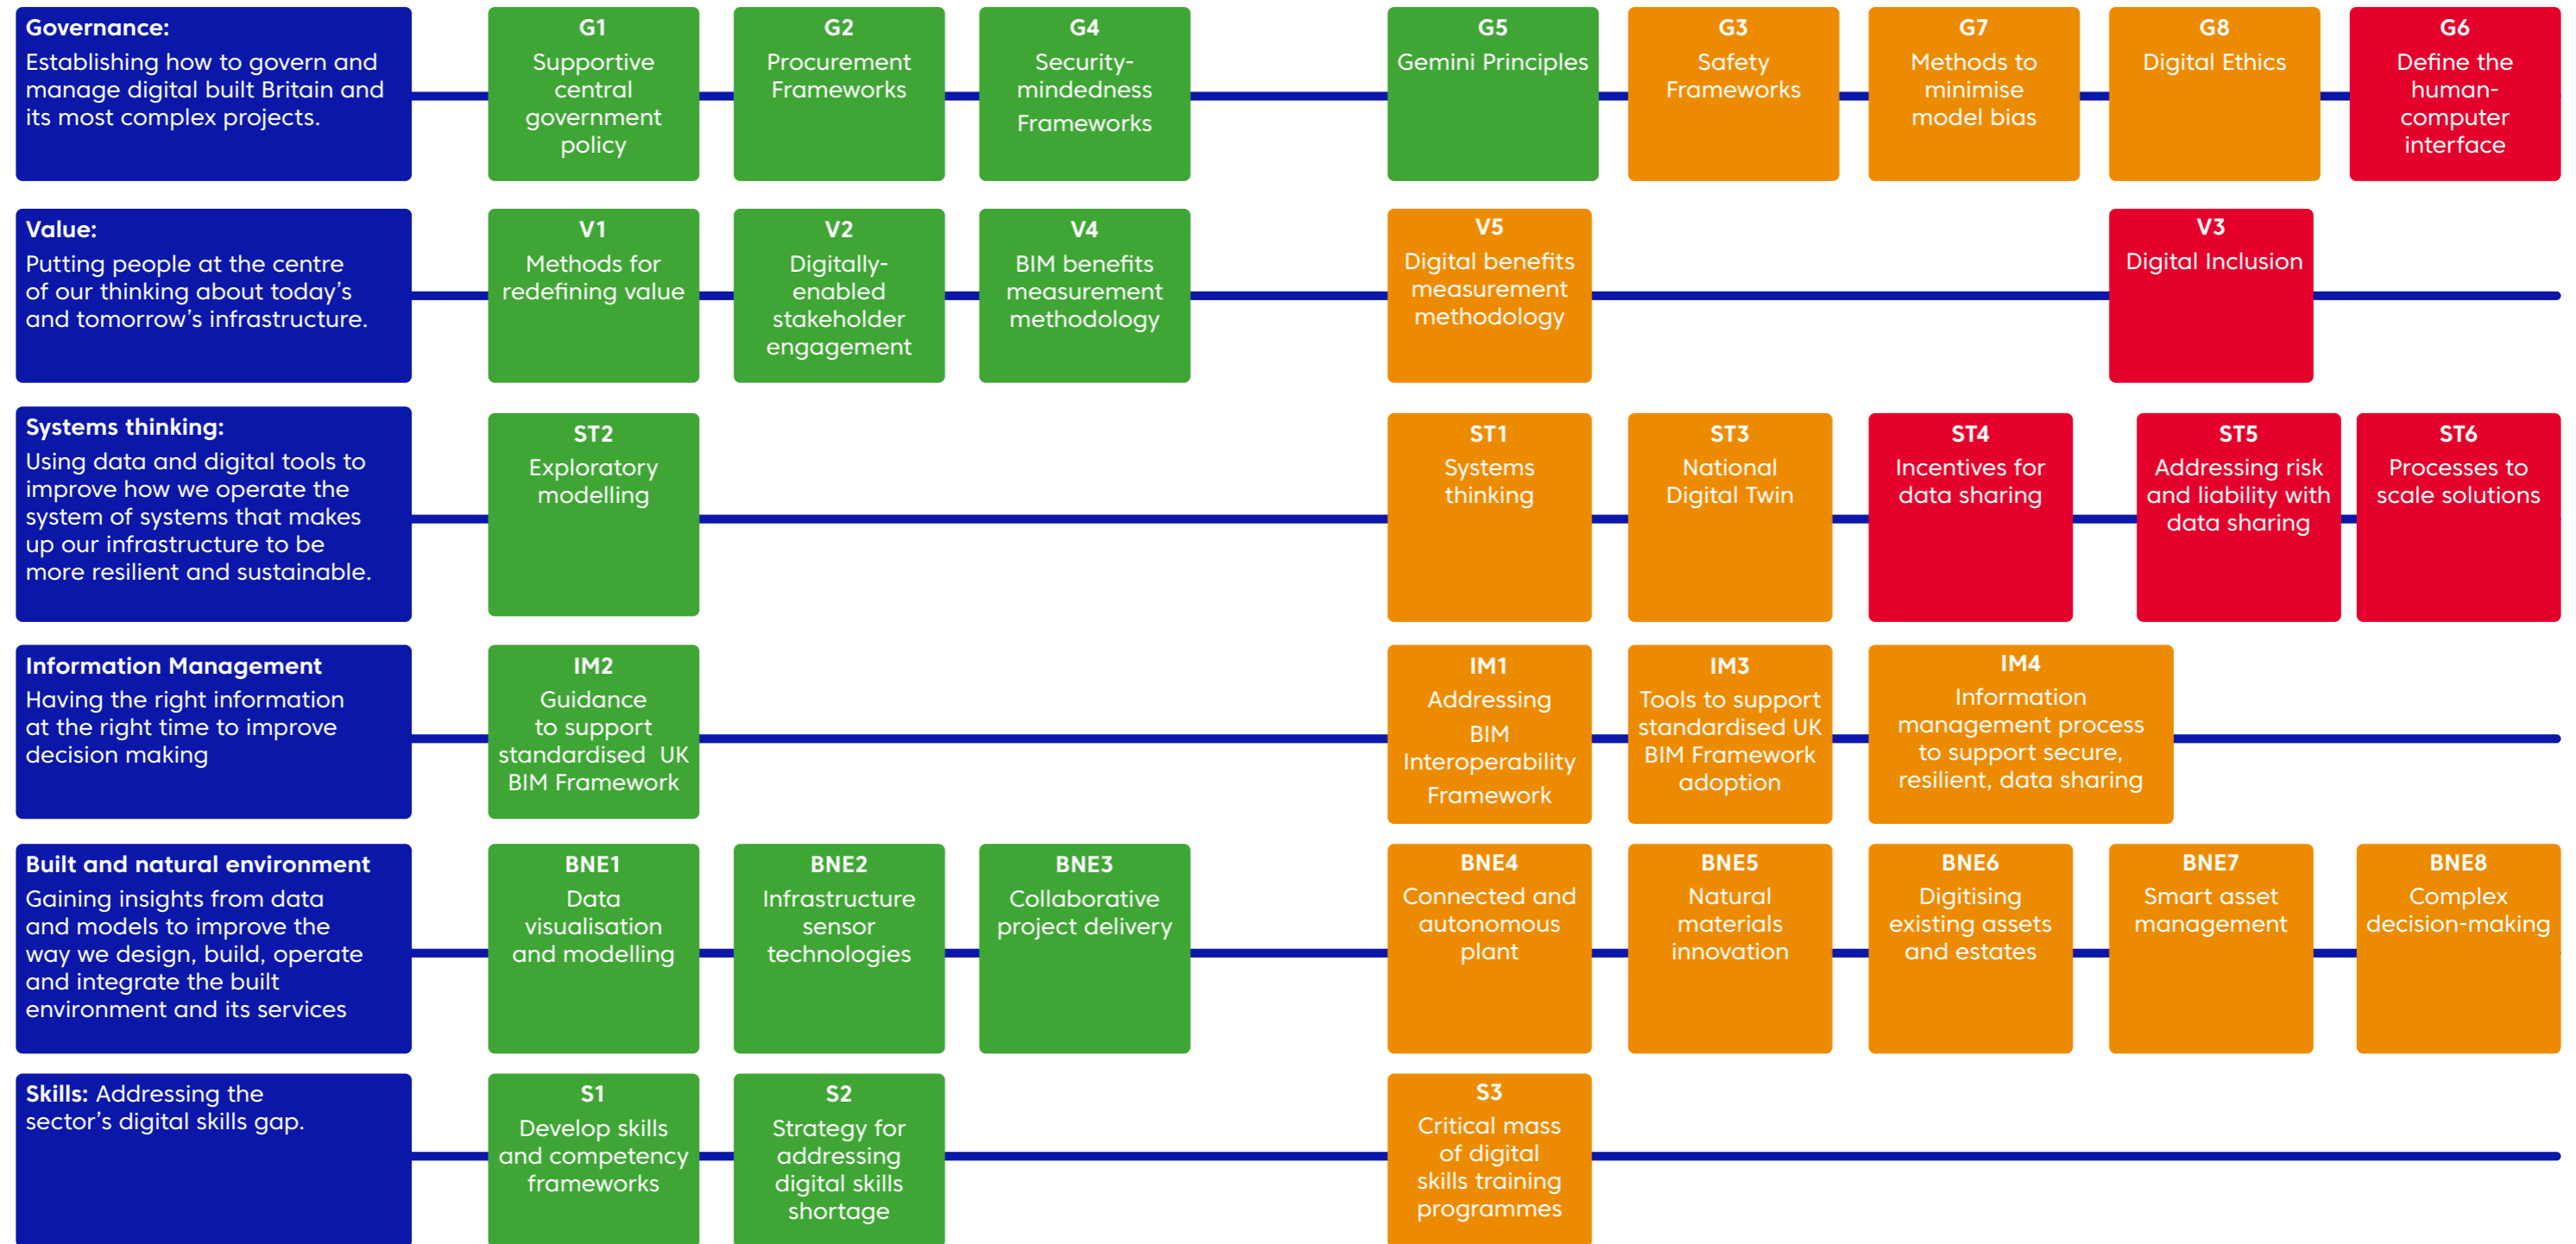 Governance:
Establishing how to govern and
manage digital built Britain and
its most complex projects.
G1
Supportive
central
government
policy
G2
Procurement
Frameworks
G4
Security-
mindedness
Frameworks
G5
Gemini Principles
G3
Safety
Frameworks
G7
Methods to
minimise
model bias
G8
Digital Ethics
G6
Define the
human-
computer
interface
Value:
Putting people at the centre
of our thinking about today's
and tomorrow's infrastructure.
V1
Methods for
redefining value
V2
Digitally-
enabled
stakeholder
engagement
V4
BIM benefits
measurement
methodology
V5
Digital benefits
measurement
methodology
V3
Digital Inclusion
Systems thinking:
Using data and digital tools to
improve how we operate the
system of systems that makes
up our infrastructure to be
more resilient and sustainable.
ST2
Exploratory
modelling
ST1
Systems
thinking
ST3
National
Digital Twin
ST4
Incentives for
data sharing
ST5
Addressing risk
and liability with
data sharing
ST6
Processes to
scale solutions
Information Management
Having the right information
at the right time to improve
decision making
IM2
Guidance
to support
standardised UK
BIM Framework
IM1
Addressing
BIM
Interoperability
Framework
IM3
Tools to support
standardised UK
BIM Framework
adoption
IM4
Information
management process
to support secure,
resilient, data sharing
Built and natural environment
Gaining insights from data
and models to improve the
way we design, build, operate
and integrate the built
environment and its services
BNE1
Data
visualisation
and modelling
BNE2
Infrastructure
sensor
technologies
BNE3
Collaborative
project delivery
BNE4
Connected and
autonomous
plant
BNE5
Natural
materials
innovation
BNE6
Digitising
existing assets
and estates
BNE7
Smart asset
management
BNE8
Complex
decision-making
Skills: Addressing the
sector's digital skills gap.
S1
Develop skills
and competency
frameworks
S2
Strategy for
addressing
digital skills
shortage
S3
Critical mass
of digital
skills training
programmes